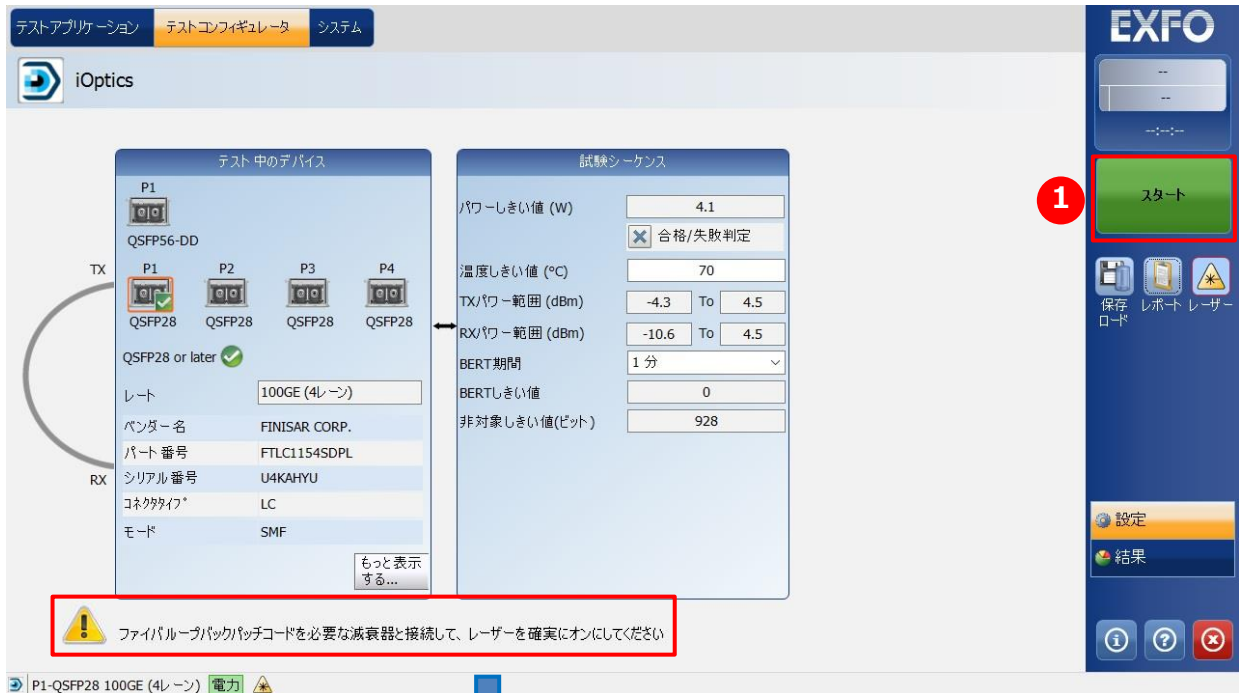 テストアプリケーション テストコンフィギュレータ システム
EXFO
iOptics
--
--
--:--:--
テスト中のデバイス
P1
QSFP56-DD
TX P1 P2 P3 P4
QSFP28 QSFP28 QSFP28 QSFP28
QSFP28 or later
レート 100GE (4レーン)
ベンダー名 FINISAR CORP.
パート番号 FTLC1154SDPL
RX シリアル番号 U4KAHYU
コネクタタイプ LC
モード SMF
もっと表示
する...
試験シーケンス
パワーしきい値 (W) 4.1
合格/失敗判定
温度しきい値 (°C) 70
TXパワー範囲 (dBm) -4.3 To 4.5
RXパワー範囲 (dBm) -10.6 To 4.5
BERT期間 1 分
BERTしきい値 0
非対象しきい値(ビット) 928
1
スタート
保存
ロード
レポート レーザー
設定
結果
ファイバループバックパッチコードを必要な減衰器と接続して、レーザーを確実にオンにしてください
P1-QSFP28 100GE (4レーン) 電力